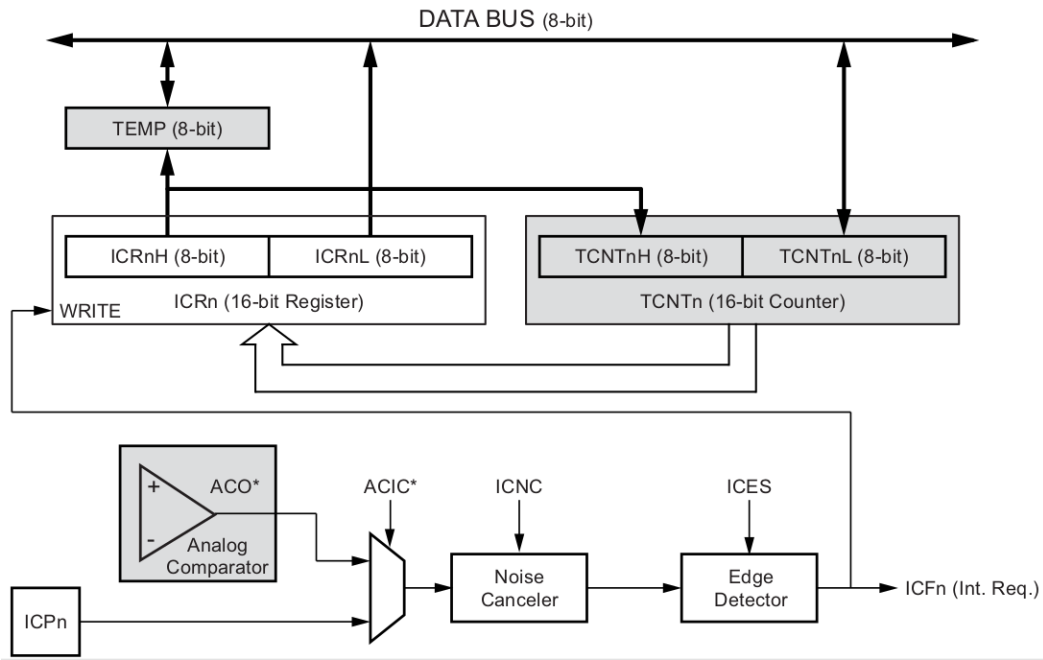 DATA BUS (8-bit)
TEMP (8-bit)
ICRnH (8-bit) ICRnL (8-bit) TCNTnH (8-bit) TCNTnL (8-bit)
ICRn (16-bit Register) TCNTn (16-bit Counter)
WRITE
ACO* ACIC* ICNC ICES
+
-
Analog
Comparator
Noise
Canceler
Edge
Detector
ICFn (Int. Req.)
ICPn